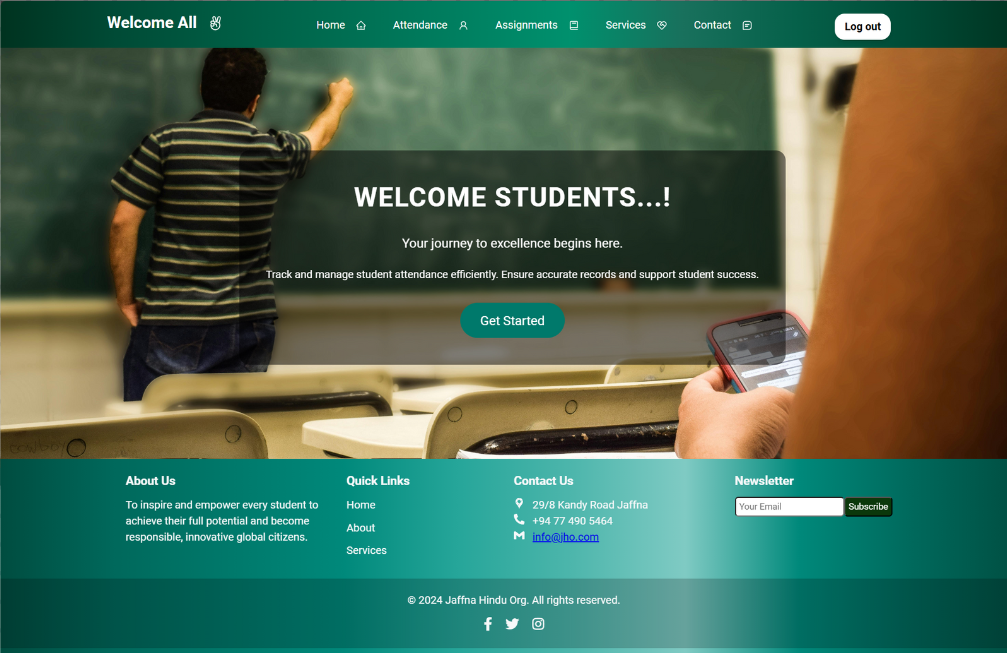 Welcome All
Home
Attendance
Assignments
Services
Contact
Log out
WELCOME STUDENTS...!
Your journey to excellence begins here.
Track and manage student attendance efficiently. Ensure accurate records and support student success.
Get Started
About Us
To inspire and empower every student to
achieve their full potential and become
responsible, innovative global citizens.
Quick Links
Home
About
Services
Contact Us
29/8 Kandy Road Jaffna
+94 77 490 5464
info@jho.com
Newsletter
Your Email
Subscribe
© 2024 Jaffna Hindu Org. All rights reserved.